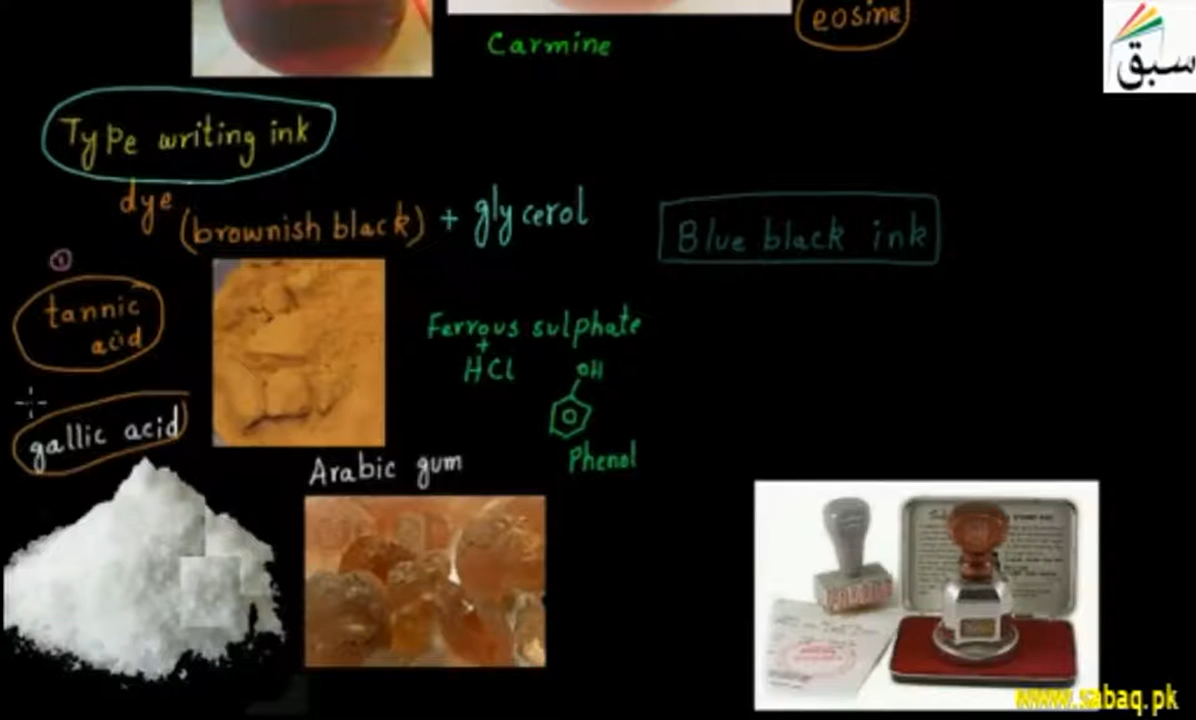 eosine
Carmine
سبق
Type writing ink
dye (brownish black) + glycerol
Blue black ink
1
tannic
acid
Ferrous sulphate
+
HCl
OH
gallic acid
Phenol
Arabic gum
www.sabaq.pk